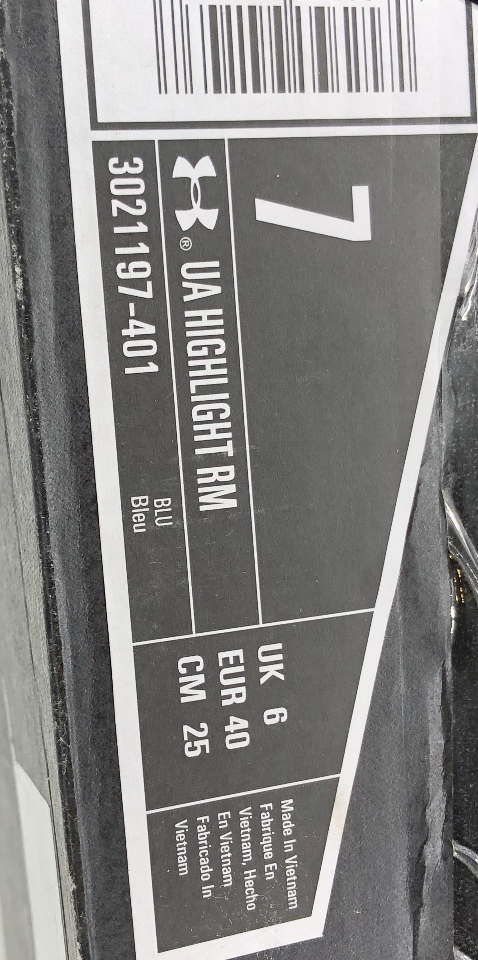 7
® UA HIGHLIGHT RM
3021197-401
BLU
Bleu
UK 6
EUR 40
CM 25
Made In Vietnam
Fabrique En
Vietnam, Hecho
En Vietnam
Fabricado In
Vietnam